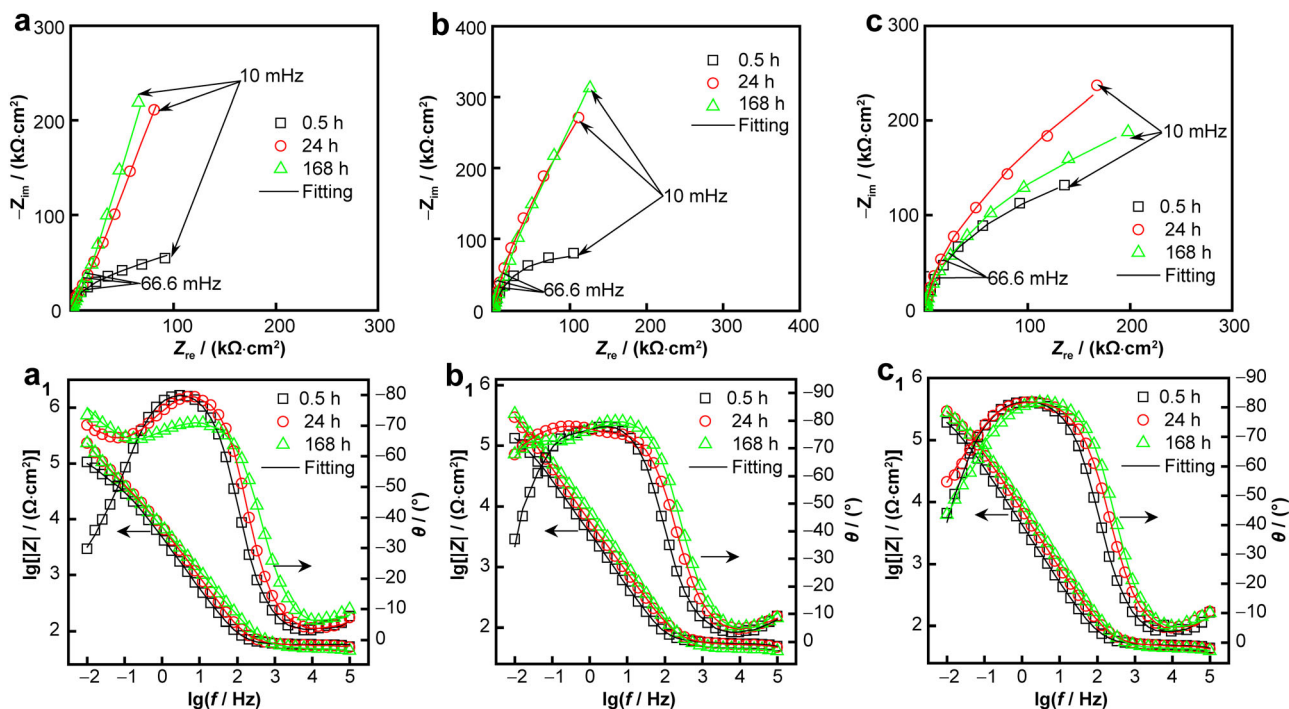 a
300
200
100
0
−Z_im / (kΩ·cm²)
10 mHz
0.5 h
24 h
168 h
Fitting
66.6 mHz
0
100
200
300
Z_re / (kΩ·cm²)
b
400
300
200
100
0
−Z_im / (kΩ·cm²)
0.5 h
24 h
168 h
Fitting
10 mHz
66.6 mHz
0
100
200
300
400
Z_re / (kΩ·cm²)
c
300
200
100
0
−Z_im / (kΩ·cm²)
10 mHz
0.5 h
24 h
168 h
Fitting
66.6 mHz
0
100
200
300
Z_re / (kΩ·cm²)
a₁
6
5
4
3
2
lg[|Z| / (Ω·cm²)]
0.5 h
24 h
168 h
Fitting
−80
−70
−60
−50
−40
−30
−20
−10
0
θ / (°)
−2 −1 0 1 2 3 4 5
lg(f / Hz)
b₁
6
5
4
3
2
lg[|Z| / (Ω·cm²)]
0.5 h
24 h
168 h
Fitting
−90
−80
−70
−60
−50
−40
−30
−20
−10
0
θ / (°)
−2 −1 0 1 2 3 4 5
lg(f / Hz)
c₁
6
5
4
3
2
lg[|Z| / (Ω·cm²)]
0.5 h
24 h
168 h
Fitting
−90
−80
−70
−60
−50
−40
−30
−20
−10
0
θ / (°)
−2 −1 0 1 2 3 4 5
lg(f / Hz)